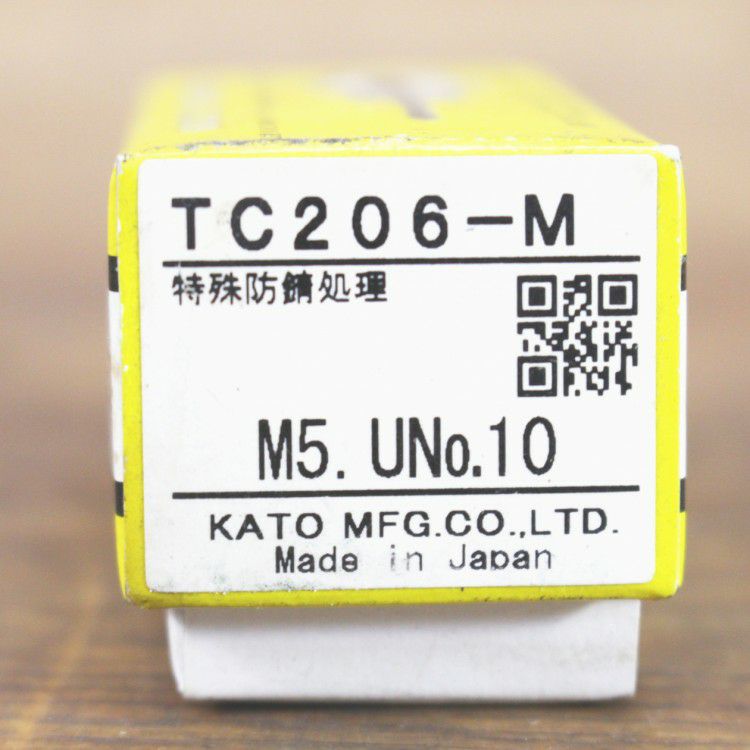 TC206-M
特殊防錆処理
M5. UNo.10
KATO MFG.CO.,LTD.
Made in Japan